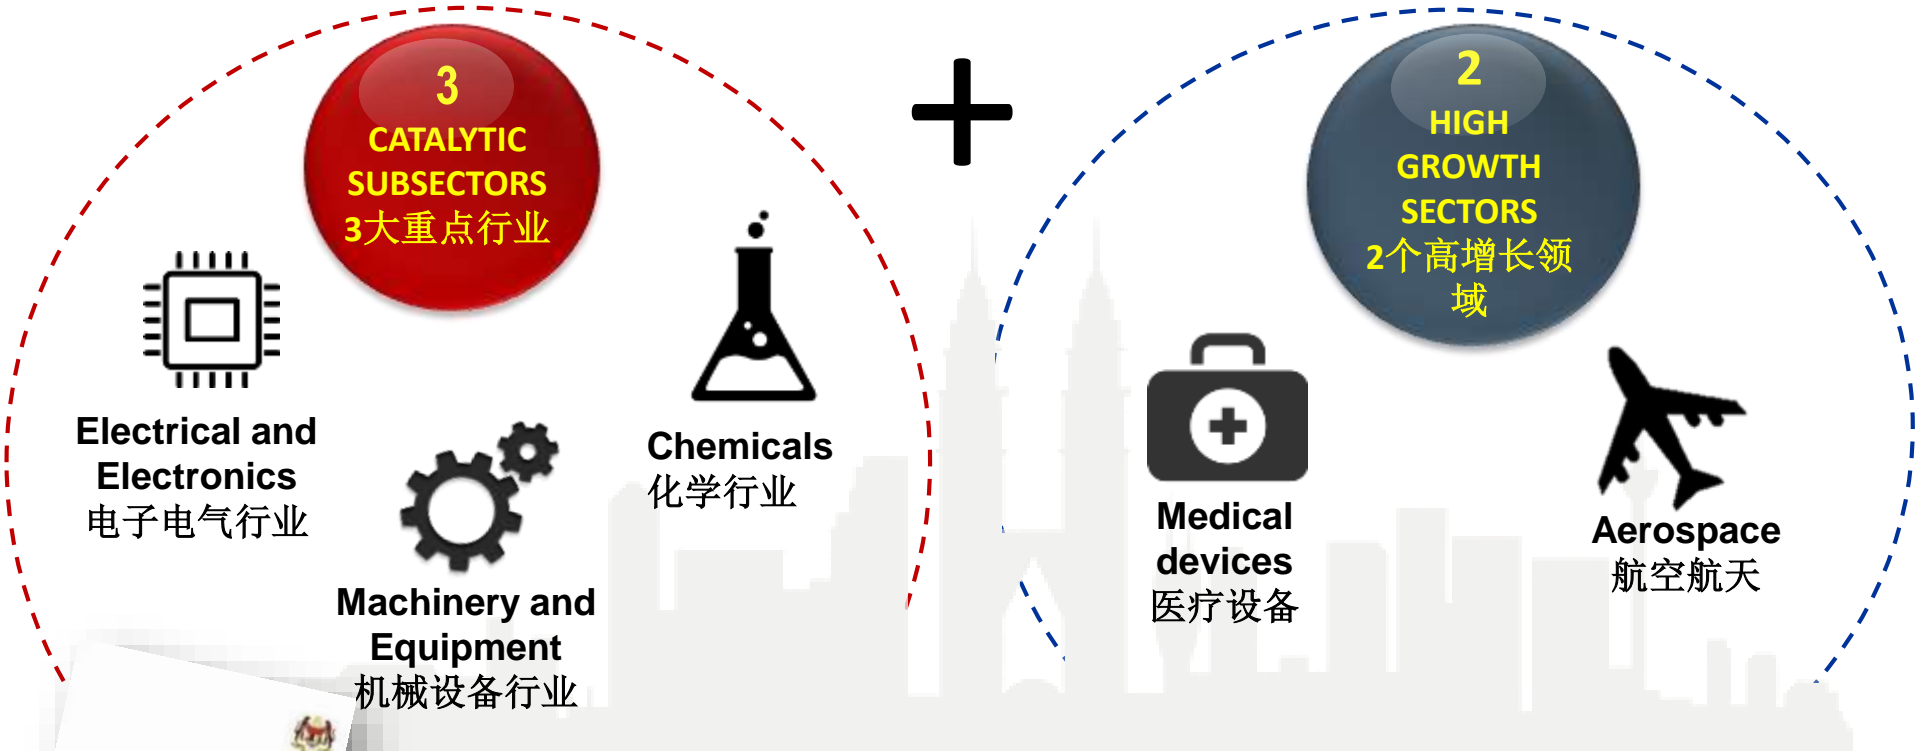 3
CATALYTIC
SUBSECTORS
3大重点行业
Electrical and
Electronics
电子电气行业
Machinery and
Equipment
机械设备行业
Chemicals
化学行业
+
2
HIGH
GROWTH
SECTORS
2个高增长领
域
Medical
devices
医疗设备
Aerospace
航空航天